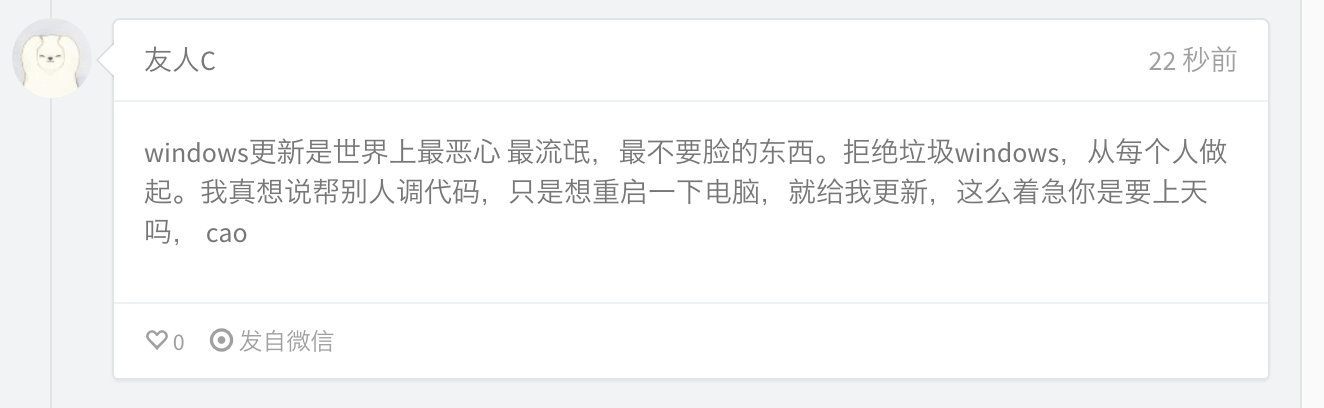 友人C
22 秒前
windows更新是世界上最恶心 最流氓，最不要脸的东西。拒绝垃圾windows，从每个人做
起。我真想说帮别人调代码，只是想重启一下电脑，就给我更新，这么着急你是要上天
吗， cao
0 发自微信